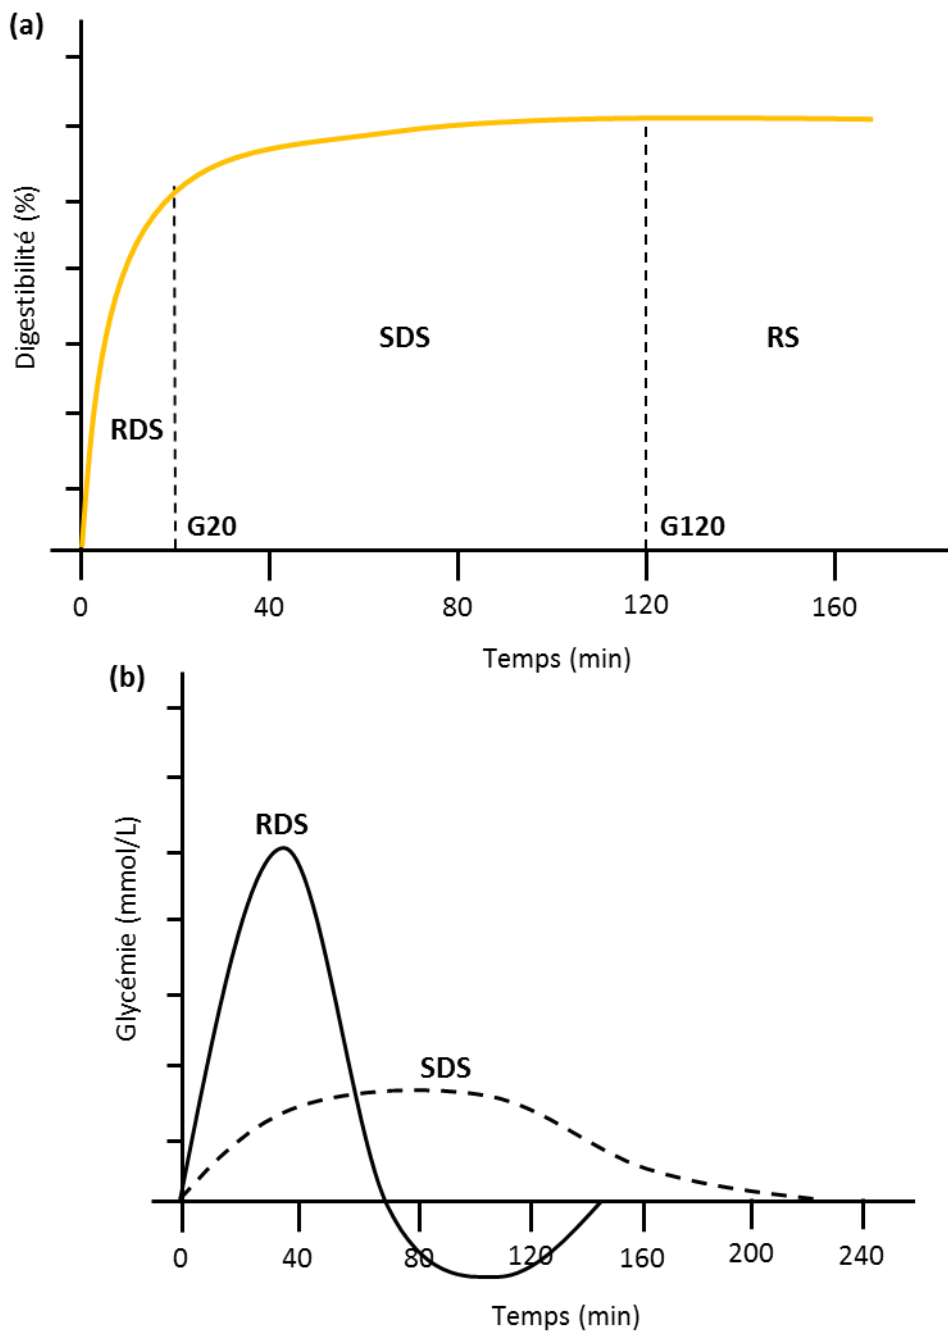 (a)
Digestibilité (%)
SDS
RS
RDS
G20
G120
0
40
80
120
160
Temps (min)
(b)
RDS
Glycémie (mmol/L)
SDS
0
40
80
120
160
200
240
Temps (min)